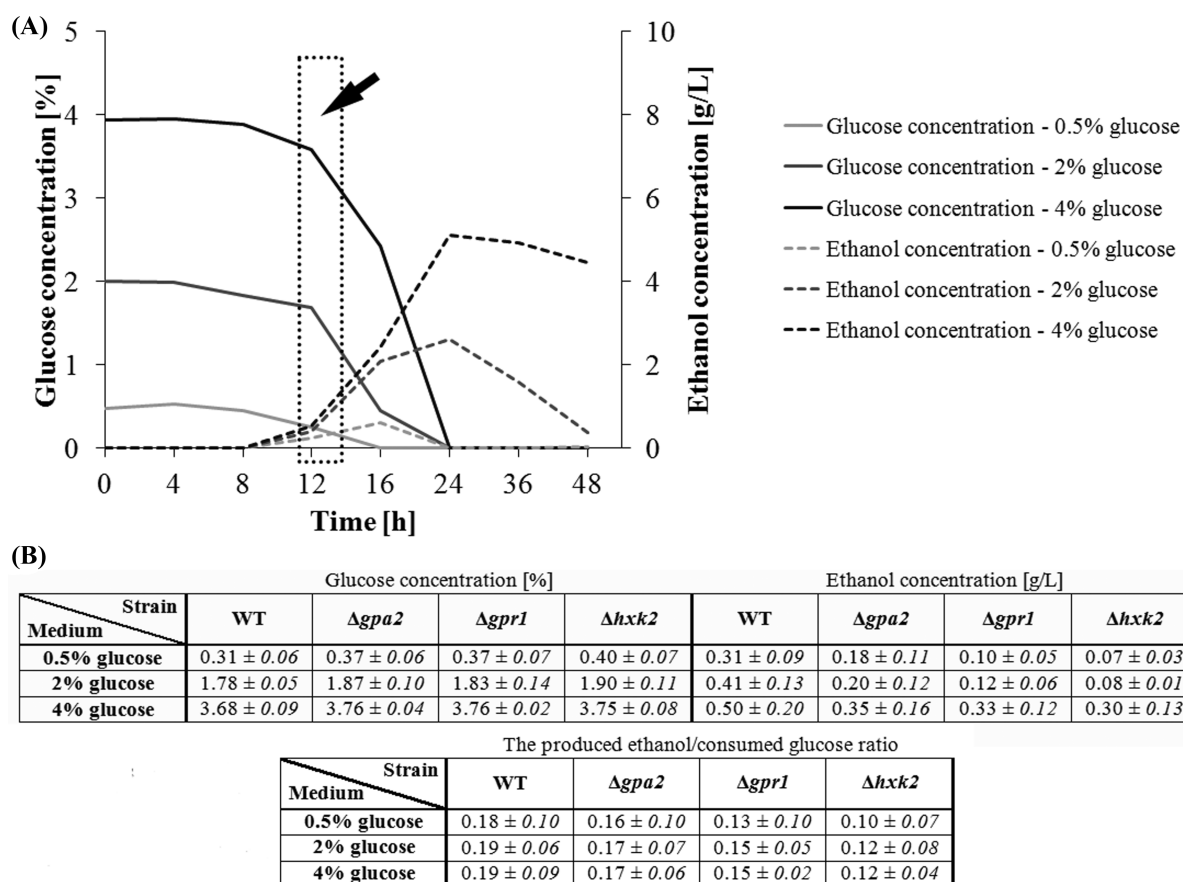 (A)
5
4
3
2
1
0
Glucose concentration [%]
10
8
6
4
2
0
Ethanol concentration [g/L]
0 4 8 12 16 24 36 48
Time [h]
Glucose concentration - 0.5% glucose
Glucose concentration - 2% glucose
Glucose concentration - 4% glucose
Ethanol concentration - 0.5% glucose
Ethanol concentration - 2% glucose
Ethanol concentration - 4% glucose
(B)
Glucose concentration [%] Ethanol concentration [g/L]
Strain
Medium
WT Δgpa2 Δgpr1 Δhxk2 WT Δgpa2 Δgpr1 Δhxk2
0.5% glucose 0.31 ± 0.06 0.37 ± 0.06 0.37 ± 0.07 0.40 ± 0.07 0.31 ± 0.09 0.18 ± 0.11 0.10 ± 0.05 0.07 ± 0.03
2% glucose 1.78 ± 0.05 1.87 ± 0.10 1.83 ± 0.14 1.90 ± 0.11 0.41 ± 0.13 0.20 ± 0.12 0.12 ± 0.06 0.08 ± 0.01
4% glucose 3.68 ± 0.09 3.76 ± 0.04 3.76 ± 0.02 3.75 ± 0.08 0.50 ± 0.20 0.35 ± 0.16 0.33 ± 0.12 0.30 ± 0.13
The produced ethanol/consumed glucose ratio
Strain
Medium
WT Δgpa2 Δgpr1 Δhxk2
0.5% glucose 0.18 ± 0.10 0.16 ± 0.10 0.13 ± 0.10 0.10 ± 0.07
2% glucose 0.19 ± 0.06 0.17 ± 0.07 0.15 ± 0.05 0.12 ± 0.08
4% glucose 0.19 ± 0.09 0.17 ± 0.06 0.15 ± 0.02 0.12 ± 0.04